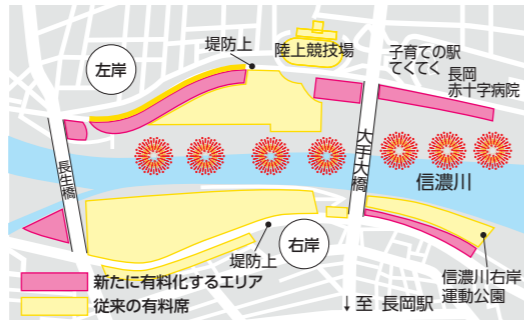 堤防上
陸上競技場
左岸
子育ての駅
てくてく
長岡
赤十字病院
長生橋
大手大橋
信濃川
堤防上
右岸
信濃川右岸
運動公園
新たに有料化するエリア
従来の有料席
↓至 長岡駅